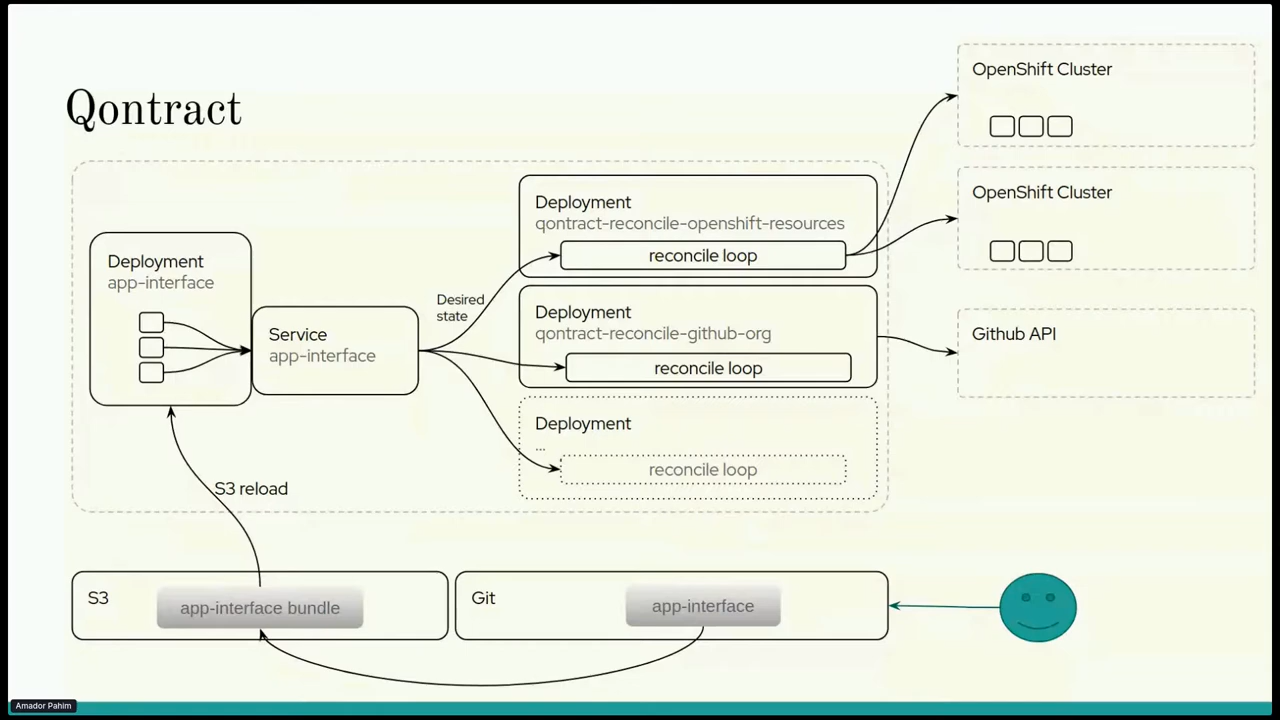 Qontract
OpenShift Cluster
OpenShift Cluster
Github API
Deployment
app-interface
Service
app-interface
Desired
state
Deployment
qontract-reconcile-openshift-resources
reconcile loop
Deployment
qontract-reconcile-github-org
reconcile loop
Deployment
...
reconcile loop
S3 reload
S3
app-interface bundle
Git
app-interface
Amador Pahim